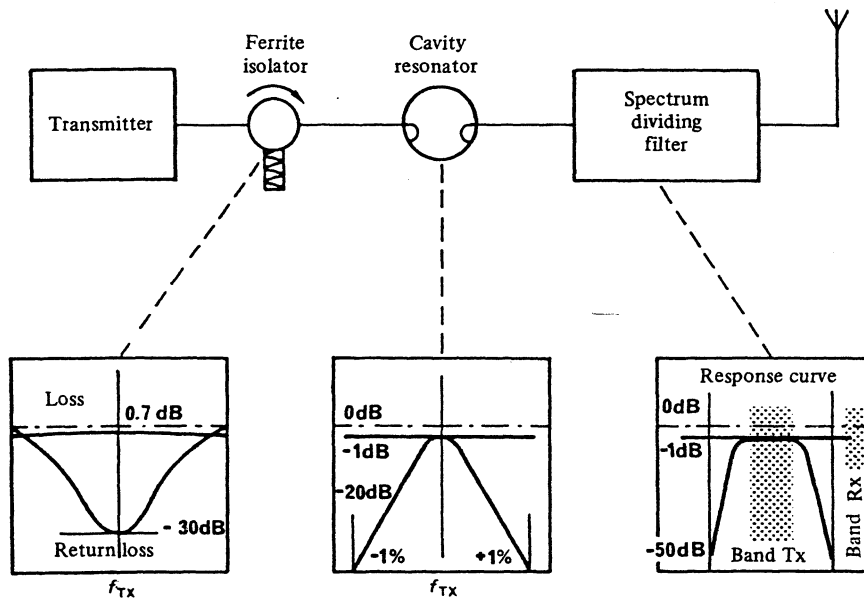 Ferrite
isolator
Cavity
resonator
Transmitter
Spectrum
dividing
filter
Loss
0.7 dB
- 30dB
Return loss
fTx
0dB
-1dB
-20dB
-1%
+1%
fTx
Response curve
0dB
-1dB
-50dB
Band Tx
Band Rx